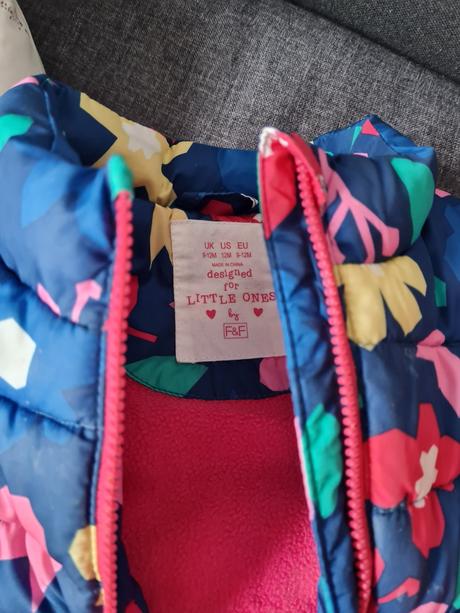 UK US EU
9-12M 12M 9-12M
MADE IN CHINA
designed
for
LITTLE ONES
by
F&F